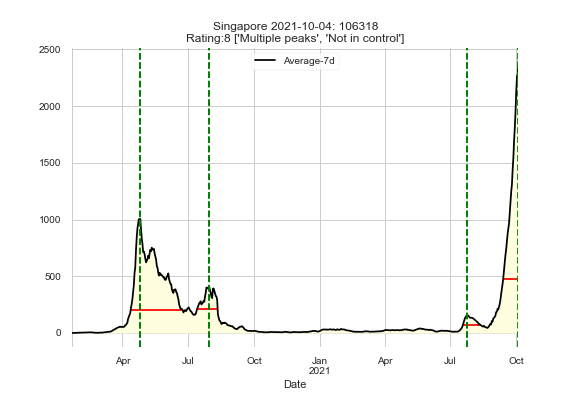 Singapore 2021-10-04: 106318
Rating:8 ['Multiple peaks', 'Not in control']
Average-7d
2500
2000
1500
1000
500
0
Apr Jul Oct Jan Apr Jul Oct
2021
Date